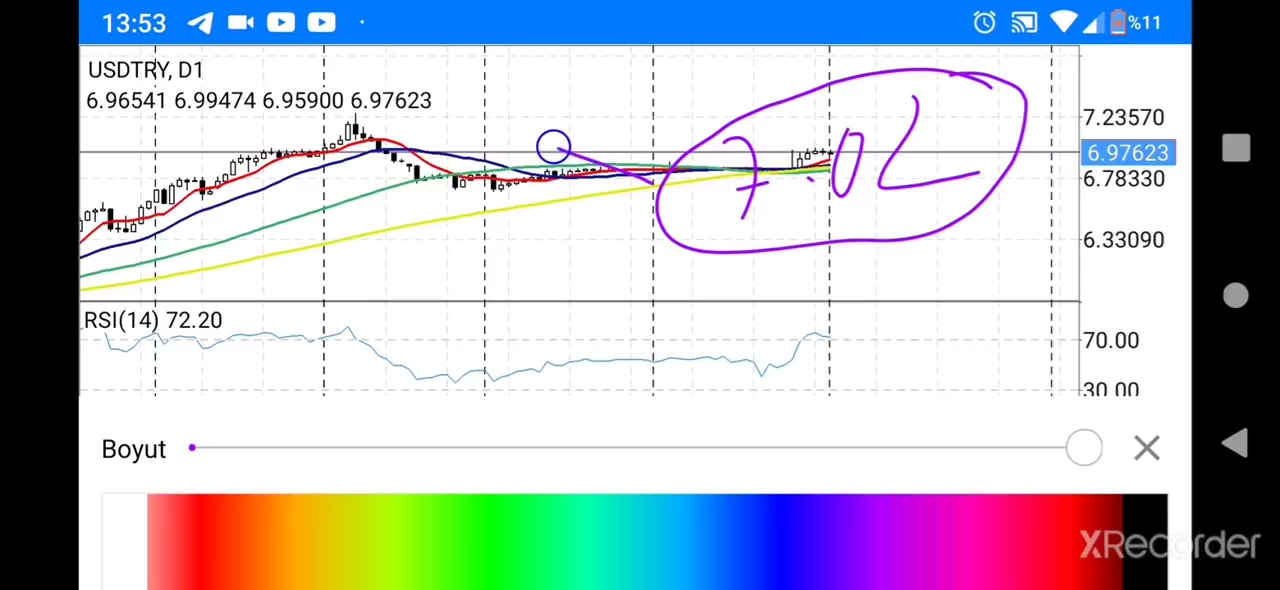 13:53
%11
USDTRY, D1
6.96541 6.99474 6.95900 6.97623
7.23570
6.97623
6.78330
6.33090
7.02
RSI(14) 72.20
70.00
30.00
Boyut
XRecorder